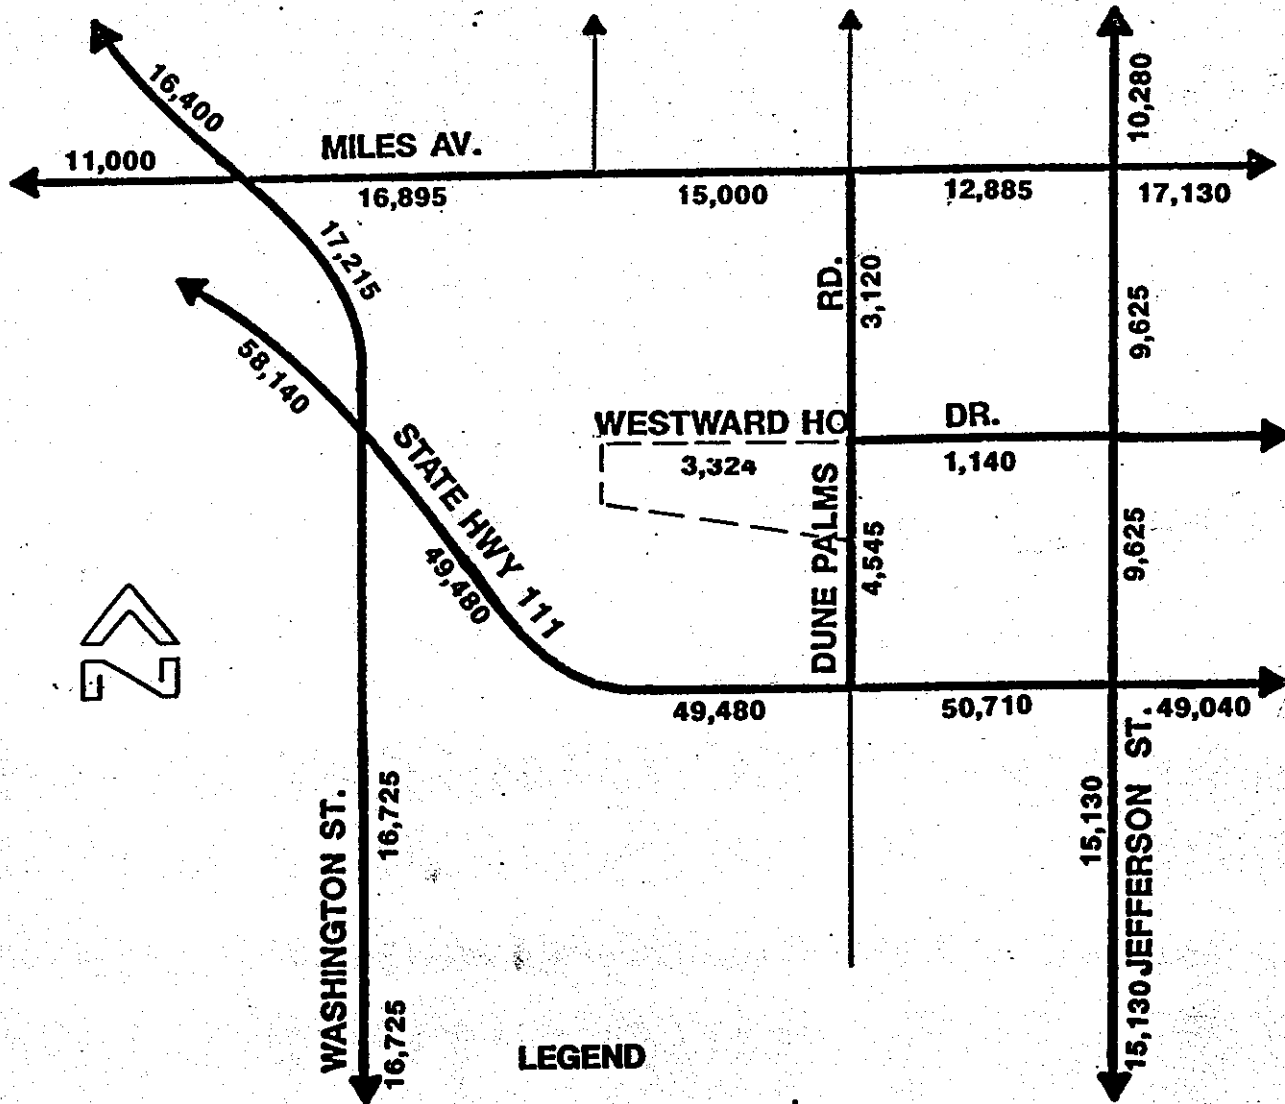 16,400
10,280
MILES AV.
11,000
16,895
15,000
12,885
17,130
17,215
RD.
3,120
9,625
58,140
STATE HWY 111
WESTWARD HO DR.
3,324
1,140
49,480
DUNE PALMS
4,545
9,625
N
49,480
50,710
49,040
WASHINGTON ST.
16,725
15,130
JEFFERSON ST.
16,725
15,130
LEGEND